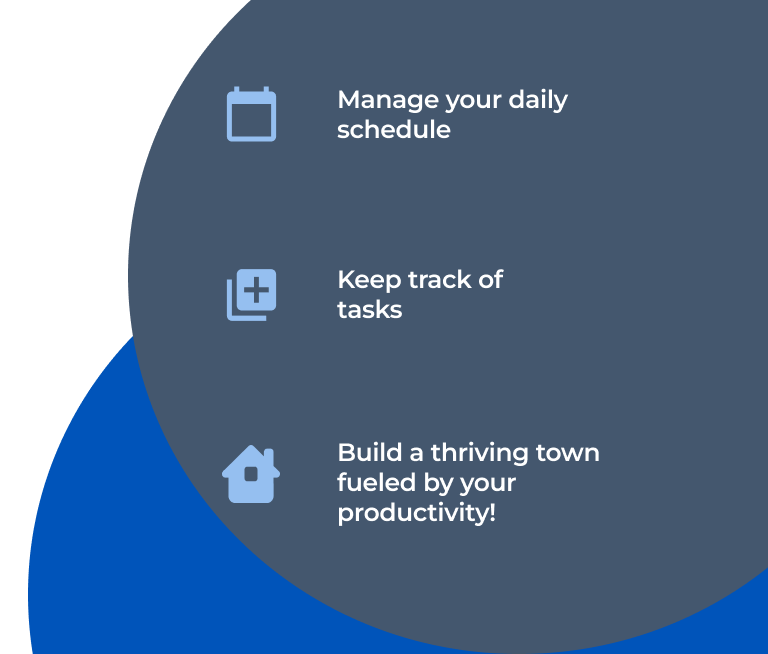 Manage your daily
schedule
Keep track of
tasks
Build a thriving town
fueled by your
productivity!